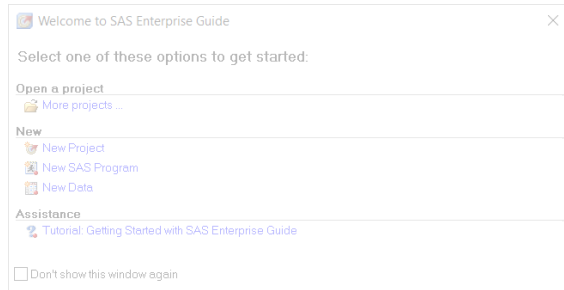 Welcome to SAS Enterprise Guide
Select one of these options to get started:
Open a project
More projects ...
New
New Project
New SAS Program
New Data
Assistance
Tutorial: Getting Started with SAS Enterprise Guide
Don't show this window again